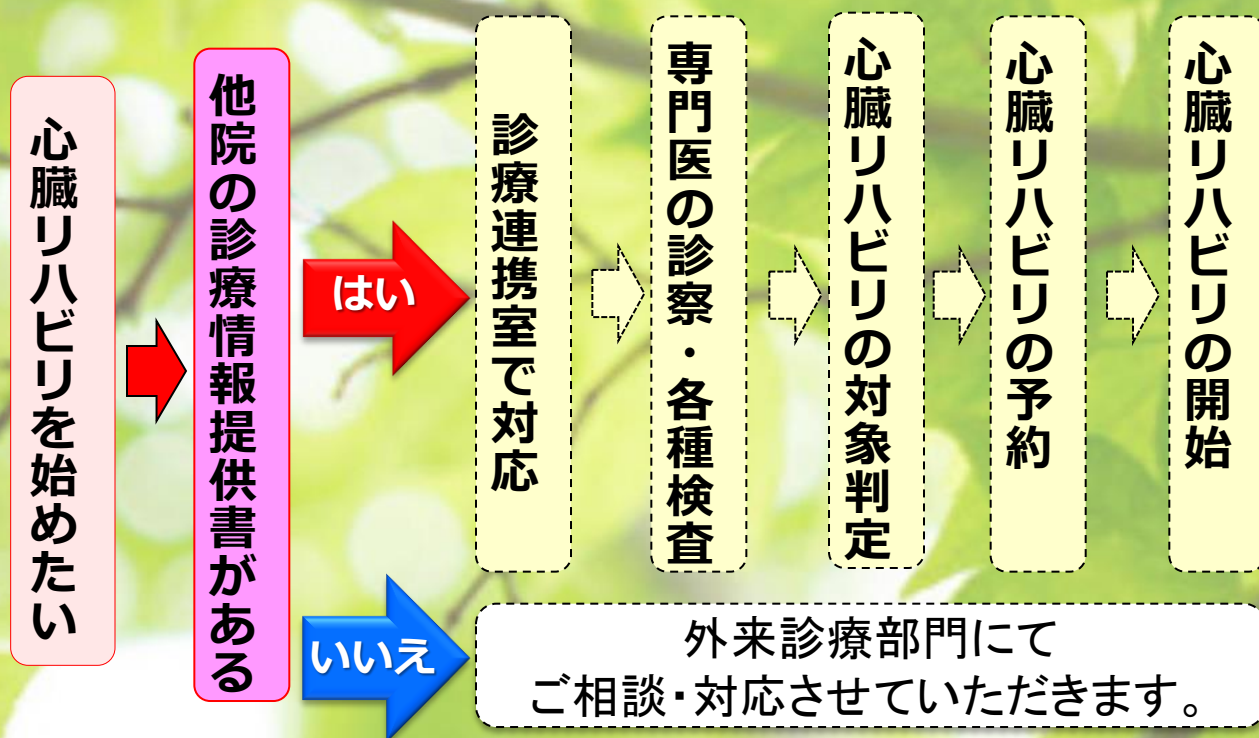 心臓リハビリを始めたい
他院の診療情報提供書がある
はい
診療連携室で対応
専門医の診察・各種検査
心臓リハビリの対象判定
心臓リハビリの予約
心臓リハビリの開始
いいえ
外来診療部門にて
ご相談・対応させていただきます。